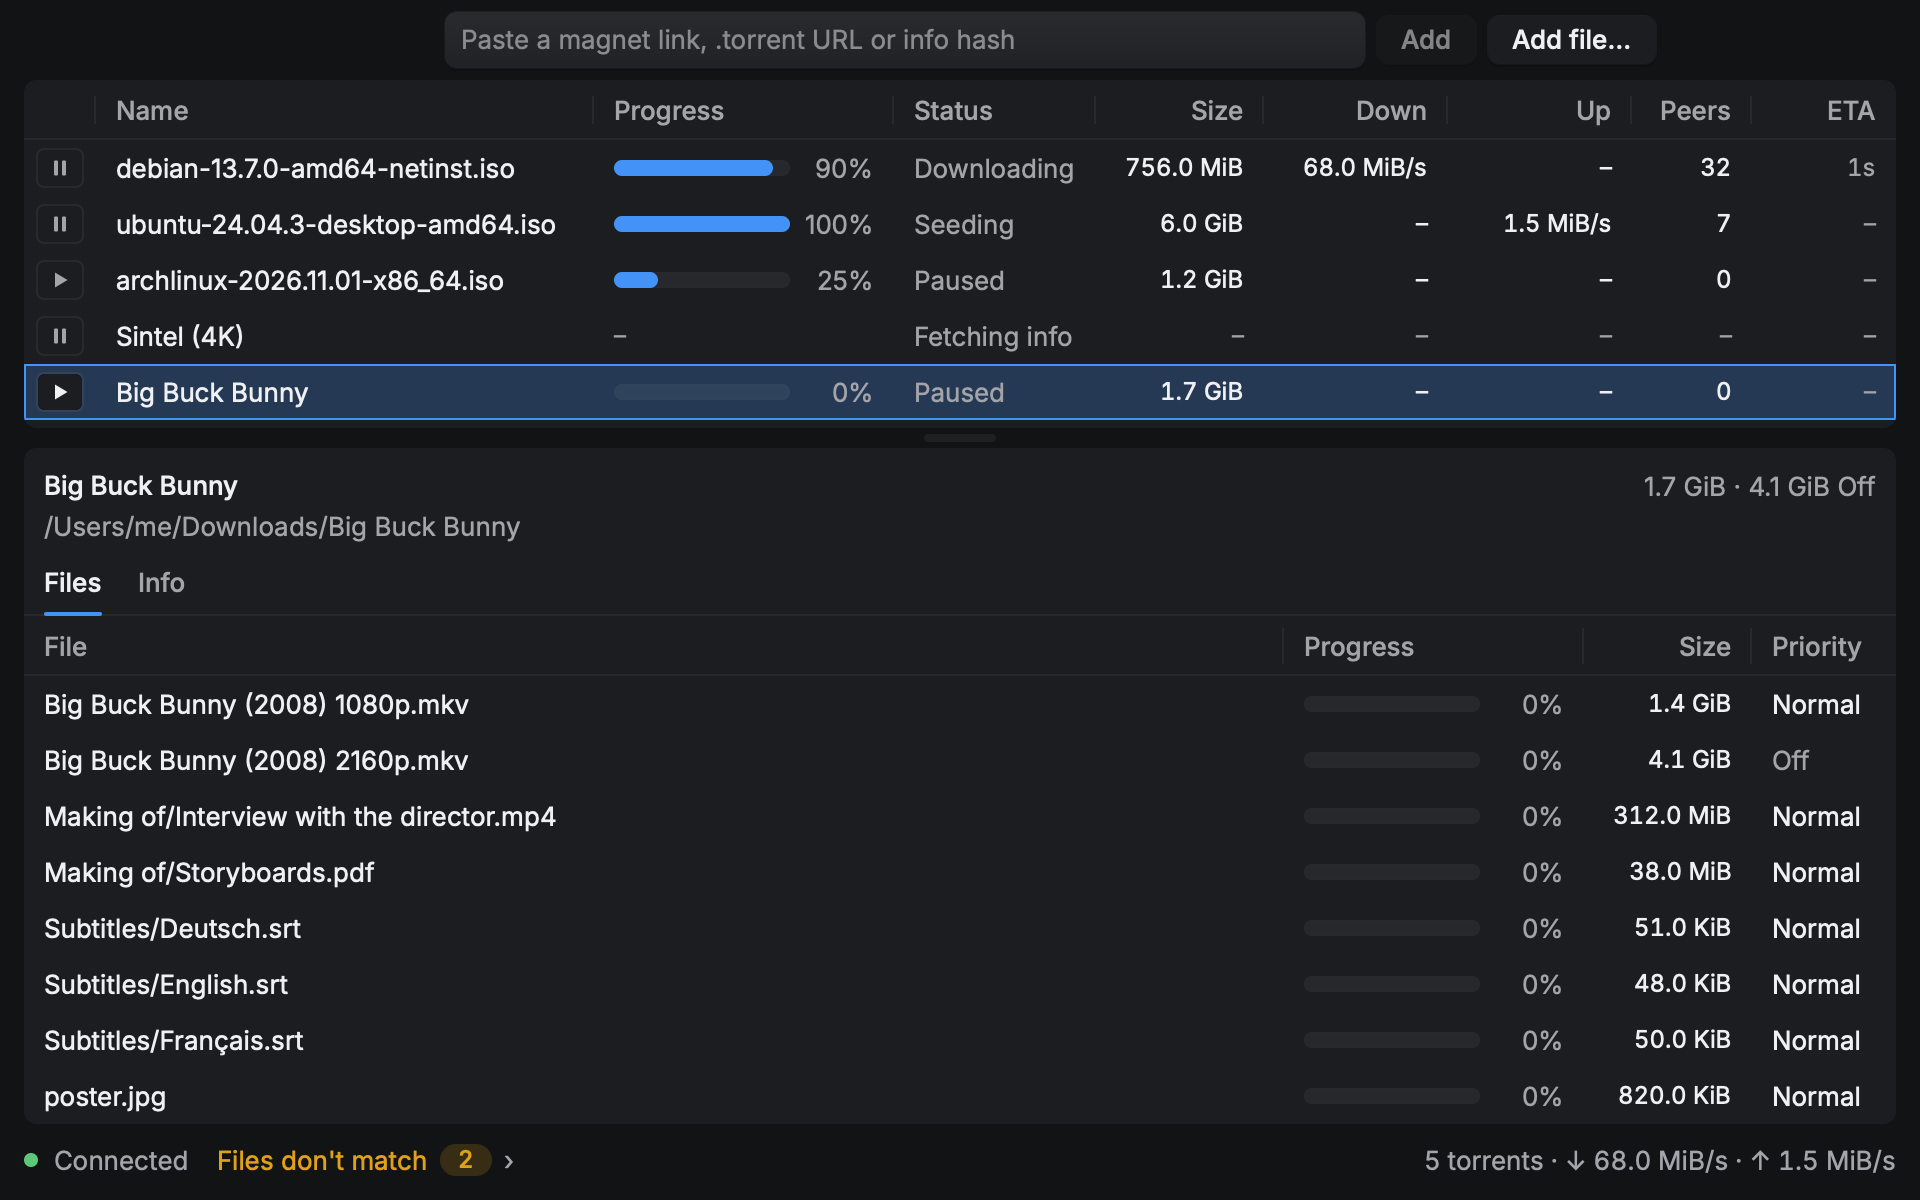 Paste a magnet link, .torrent URL or info hash Add Add file...
Name Progress Status Size Down Up Peers ETA
debian-13.7.0-amd64-netinst.iso 90% Downloading 756.0 MiB 68.0 MiB/s – 32 1s
ubuntu-24.04.3-desktop-amd64.iso 100% Seeding 6.0 GiB – 1.5 MiB/s 7 –
archlinux-2026.11.01-x86_64.iso 25% Paused 1.2 GiB – – 0 –
Sintel (4K) – Fetching info – – – – –
Big Buck Bunny 0% Paused 1.7 GiB – – 0 –
Big Buck Bunny 1.7 GiB · 4.1 GiB Off
/Users/me/Downloads/Big Buck Bunny
Files Info
File Progress Size Priority
Big Buck Bunny (2008) 1080p.mkv 0% 1.4 GiB Normal
Big Buck Bunny (2008) 2160p.mkv 0% 4.1 GiB Off
Making of/Interview with the director.mp4 0% 312.0 MiB Normal
Making of/Storyboards.pdf 0% 38.0 MiB Normal
Subtitles/Deutsch.srt 0% 51.0 KiB Normal
Subtitles/English.srt 0% 48.0 KiB Normal
Subtitles/Français.srt 0% 50.0 KiB Normal
poster.jpg 0% 820.0 KiB Normal
Connected Files don't match 2 › 5 torrents · ↓ 68.0 MiB/s · ↑ 1.5 MiB/s